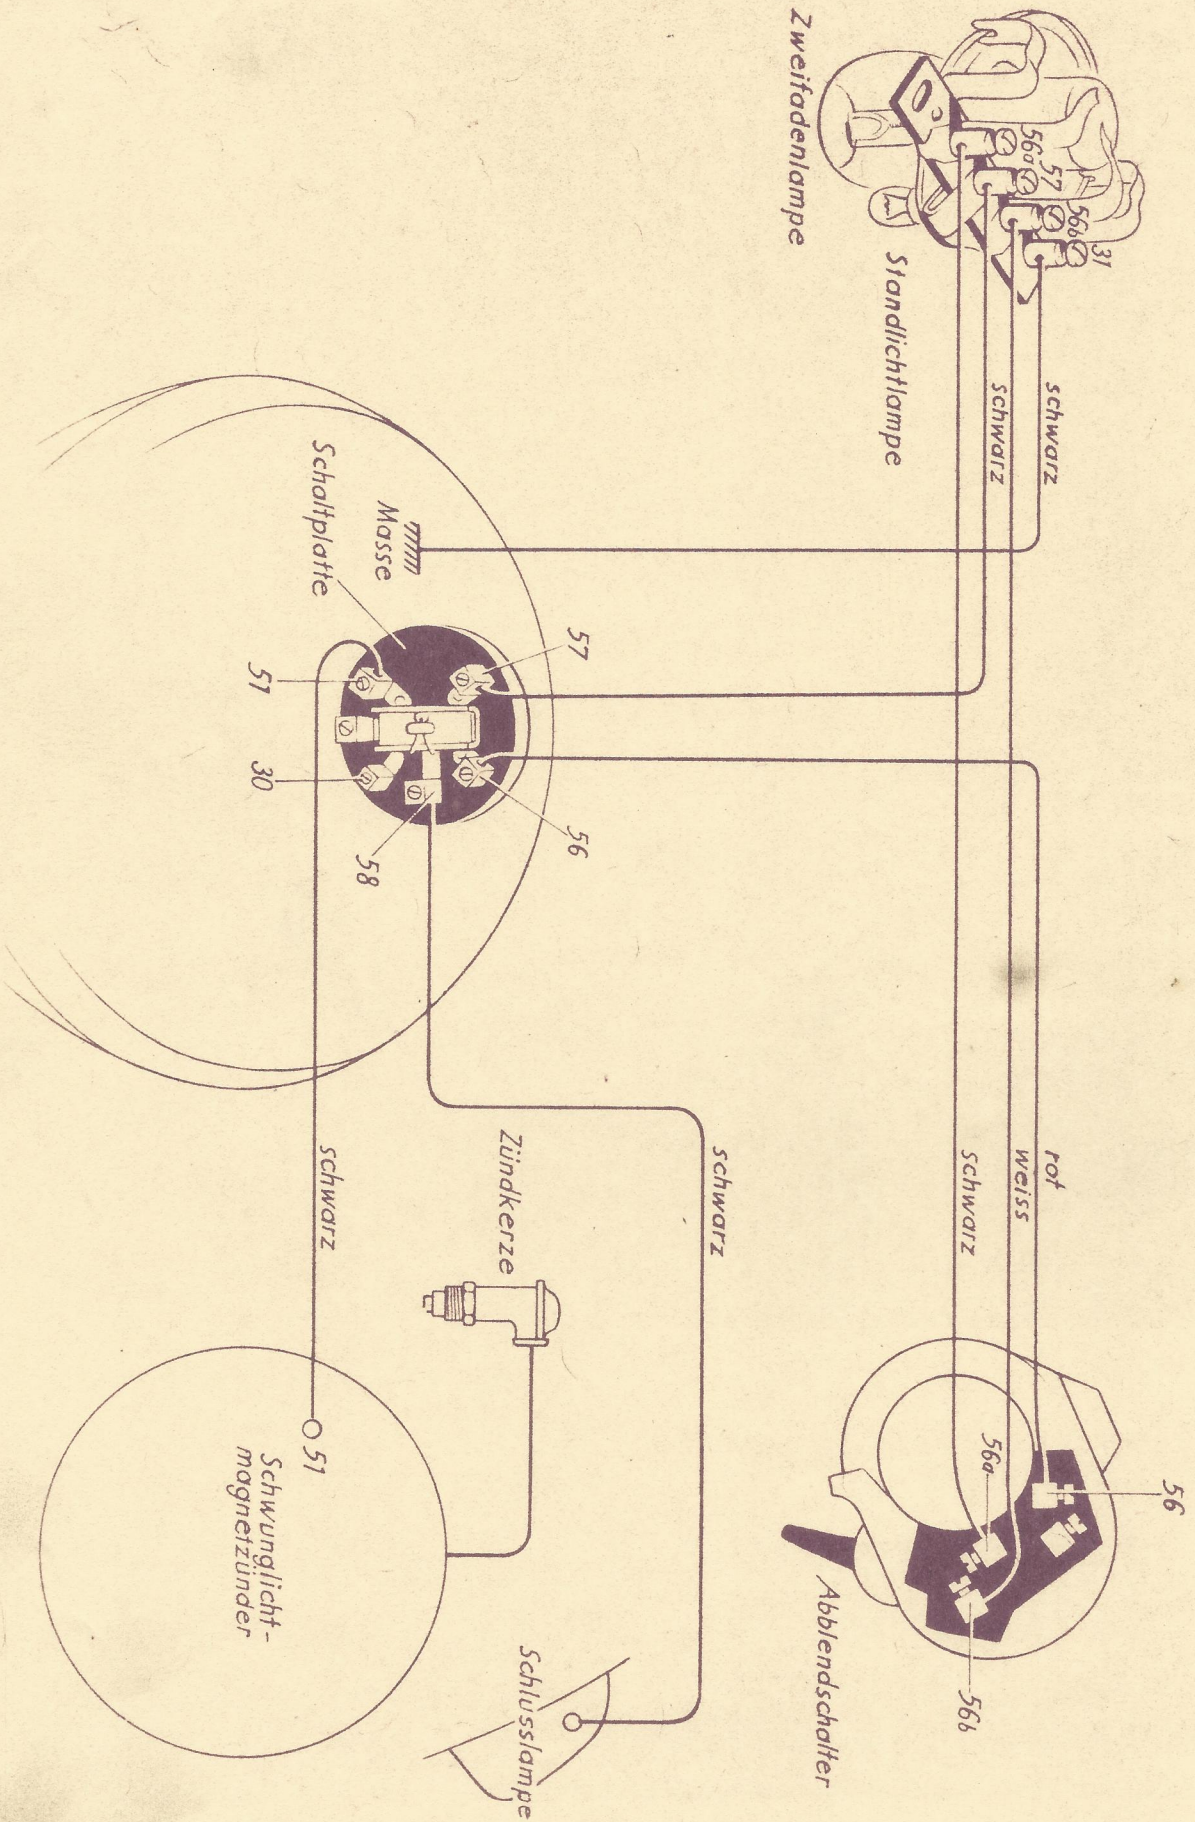 Zweifadenlampe
Standlichtlampe
56a
57
56b
31
schwarz
schwarz
Masse
Schaltplatte
57
51
30
56
58
rot
weiss
schwarz
schwarz
schwarz
Zündkerze
56
56a
56b
Abblendschalter
51
Schwunglicht-
magnetzünder
Schlusslampe